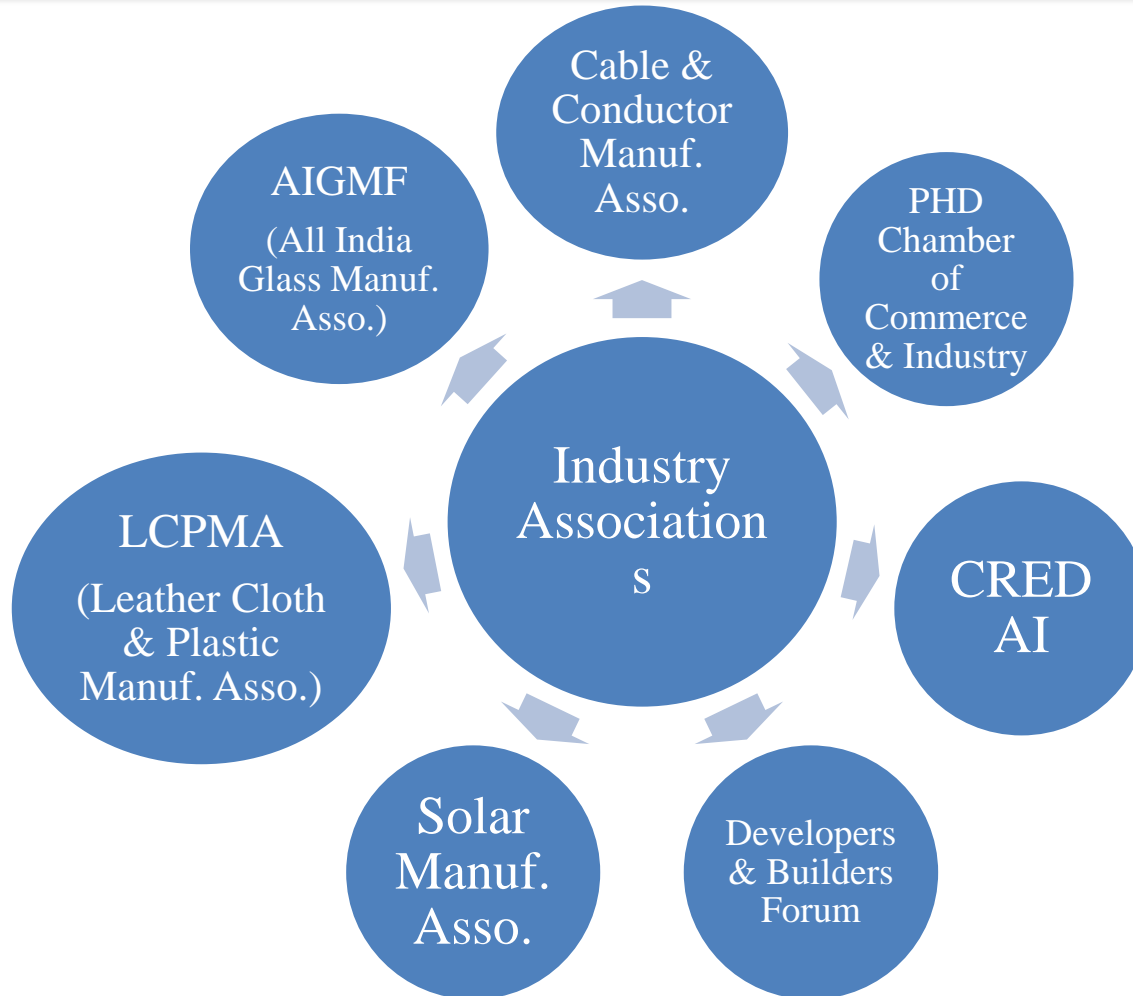 Cable &
Conductor
Manuf.
Asso.
AIGMF
(All India
Glass Manuf.
Asso.)
PHD
Chamber
of
Commerce
& Industry
Industry
Association
s
LCPMA
(Leather Cloth
& Plastic
Manuf. Asso.)
CRED
AI
Solar
Manuf.
Asso.
Developers
& Builders
Forum